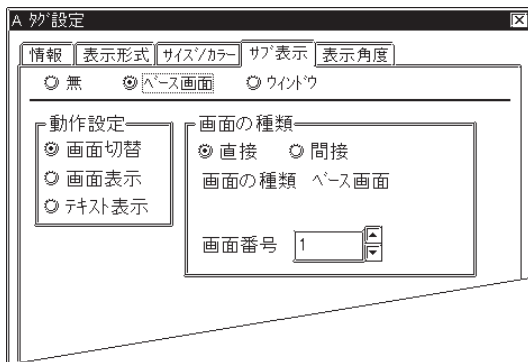 A ﾀｸﾞ設定
情報 表示形式 ｻｲｽﾞ/ｶﾗｰ ｻﾌﾞ表示 表示角度
無 ﾍﾞｰｽ画面 ｳｨﾝﾄﾞｳ
動作設定
画面切替
画面表示
ﾃｷｽﾄ表示
画面の種類
直接 間接
画面の種類 ﾍﾞｰｽ画面
画面番号 1